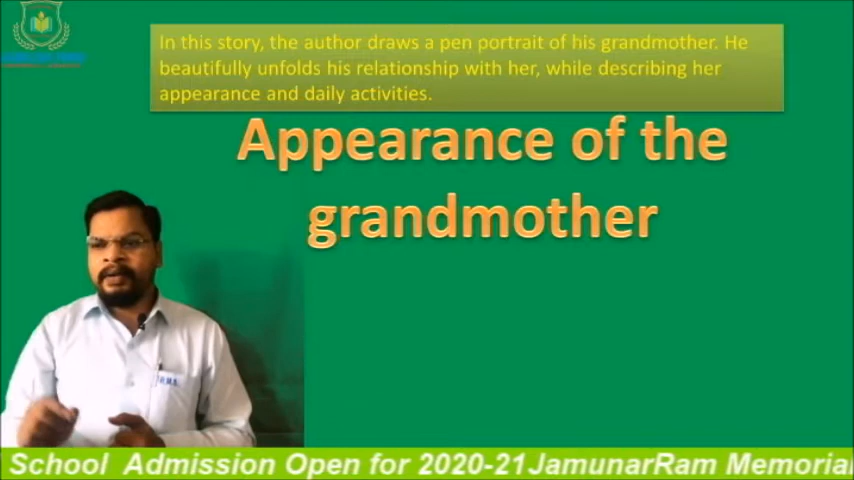 In this story, the author draws a pen portrait of his grandmother. He
beautifully unfolds his relationship with her, while describing her
appearance and daily activities.
Appearance of the
grandmother
School Admission Open for 2020-21JamunarRam Memorial